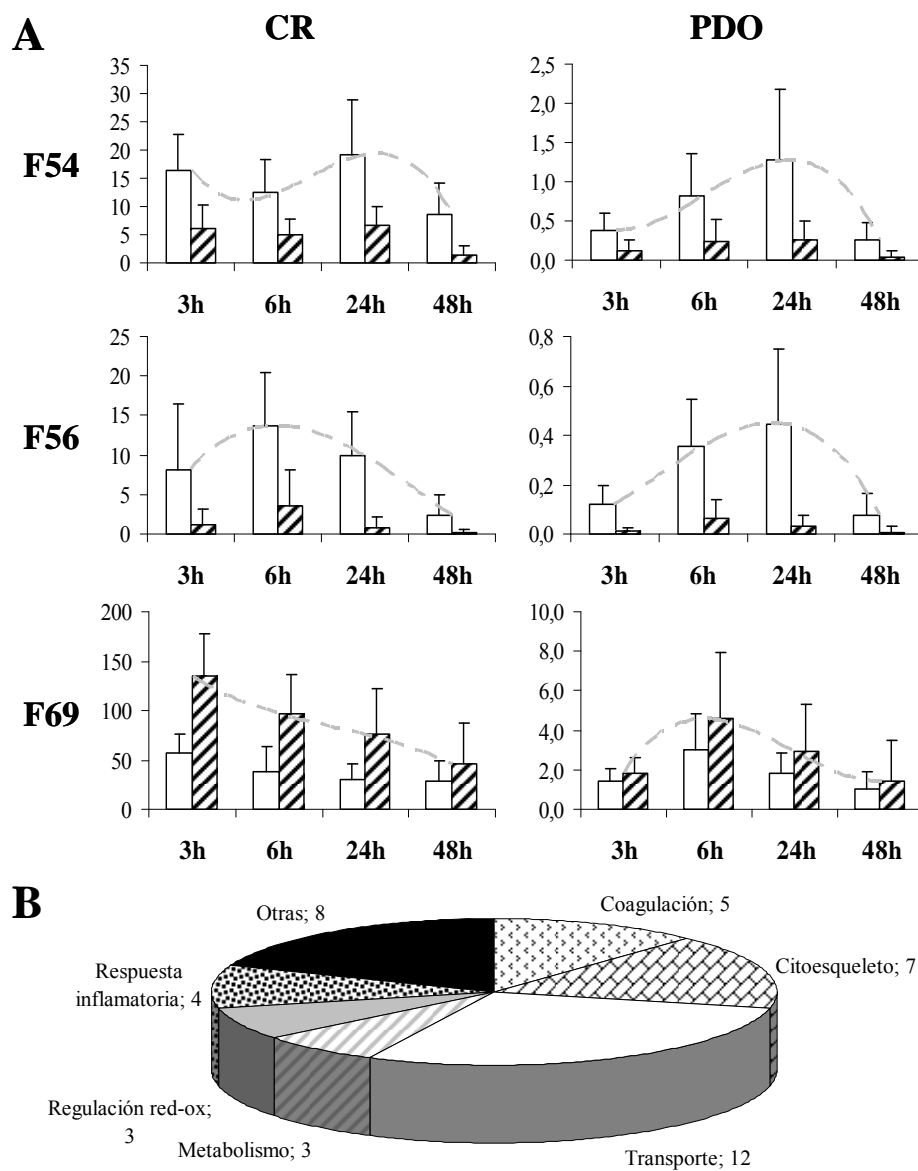 A
CR
PDO
F54
35
30
25
20
15
10
5
0
3h 6h 24h 48h
2,5
2,0
1,5
1,0
0,5
0,0
3h 6h 24h 48h
F56
25
20
15
10
5
0
3h 6h 24h 48h
0,8
0,6
0,4
0,2
0,0
3h 6h 24h 48h
F69
200
150
100
50
0
3h 6h 24h 48h
10,0
8,0
6,0
4,0
2,0
0,0
3h 6h 24h 48h
B
Otras; 8
Coagulación; 5
Respuesta
inflamatoria; 4
Citoesqueleto; 7
Regulación red-ox;
3
Metabolismo; 3
Transporte; 12